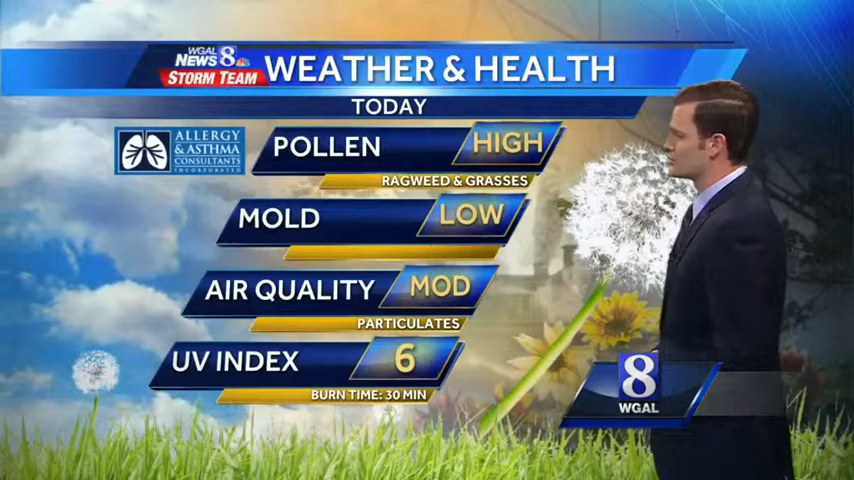 WGAL
NEWS 8
STORM TEAM
WEATHER & HEALTH
TODAY
ALLERGY
& ASTHMA
CONSULTANTS
INCORPORATED
POLLEN HIGH
RAGWEED & GRASSES
MOLD LOW
AIR QUALITY MOD
PARTICULATES
UV INDEX 6
BURN TIME: 30 MIN
8
WGAL